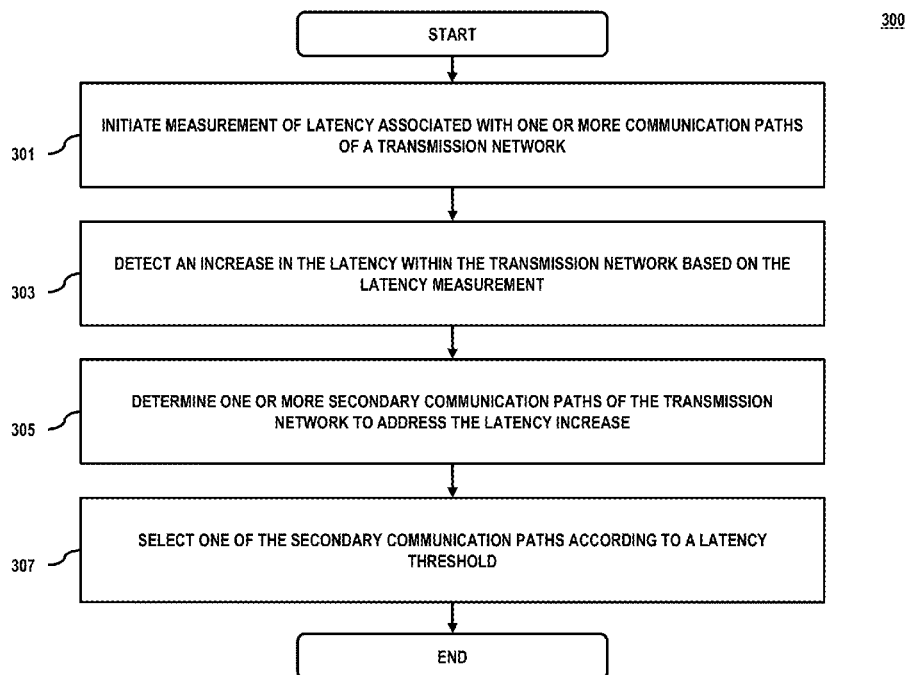 300
START
INITIATE MEASUREMENT OF LATENCY ASSOCIATED WITH ONE OR MORE COMMUNICATION PATHS
OF A TRANSMISSION NETWORK
301
DETECT AN INCREASE IN THE LATENCY WITHIN THE TRANSMISSION NETWORK BASED ON THE
LATENCY MEASUREMENT
303
DETERMINE ONE OR MORE SECONDARY COMMUNICATION PATHS OF THE TRANSMISSION
NETWORK TO ADDRESS THE LATENCY INCREASE
305
SELECT ONE OF THE SECONDARY COMMUNICATION PATHS ACCORDING TO A LATENCY
THRESHOLD
307
END